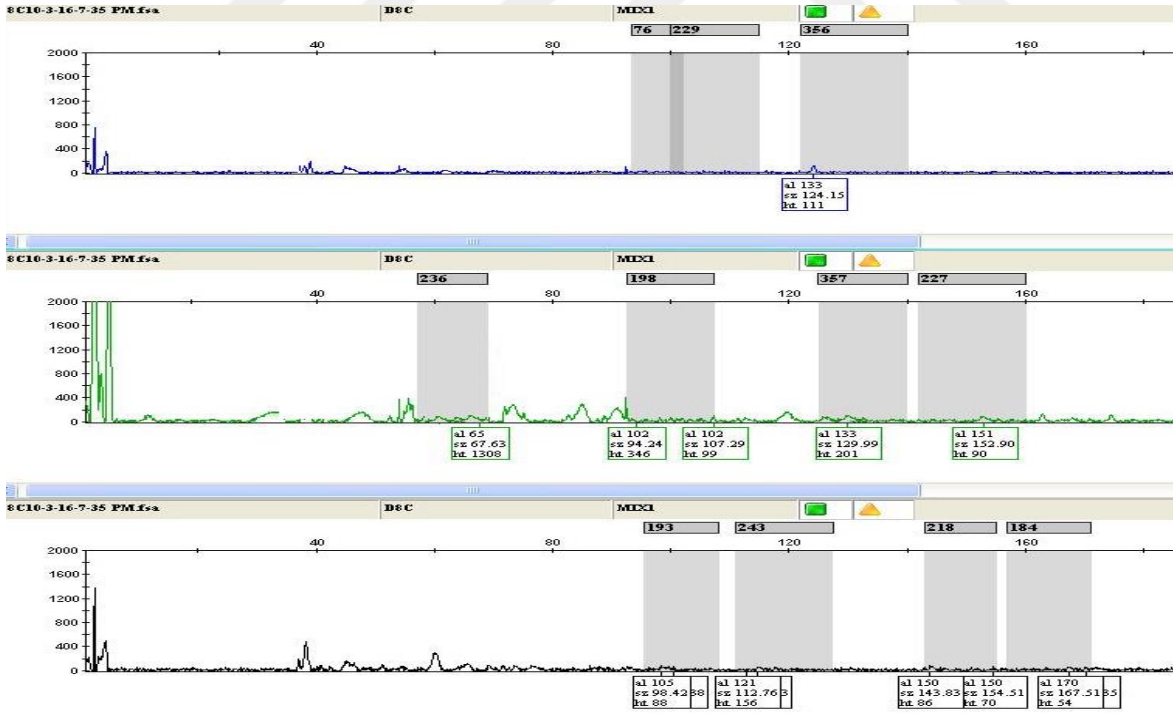 8C10-3-16-7-35 PM.fsa D8C MIX1
76 229 356
40 80 120 160
2000
1600
1200
800
400
0
al 133
sz 124.15
ht 111
8C10-3-16-7-35 PM.fsa D8C MIX1
236 198 357 227
40 80 120 160
2000
1600
1200
800
400
0
al 65 al 102 al 102 al 133 al 151
sz 67.63 sz 94.24 sz 107.29 sz 129.99 sz 152.90
ht 1308 ht 346 ht 99 ht 201 ht 90
8C10-3-16-7-35 PM.fsa D8C MIX1
193 243 218 184
40 80 120 160
2000
1600
1200
800
400
0
al 105 al 121 al 150 al 150 al 170
sz 98.42 sz 112.76 sz 143.83 sz 154.51 sz 167.51
ht 88 ht 156 ht 86 ht 70 ht 54